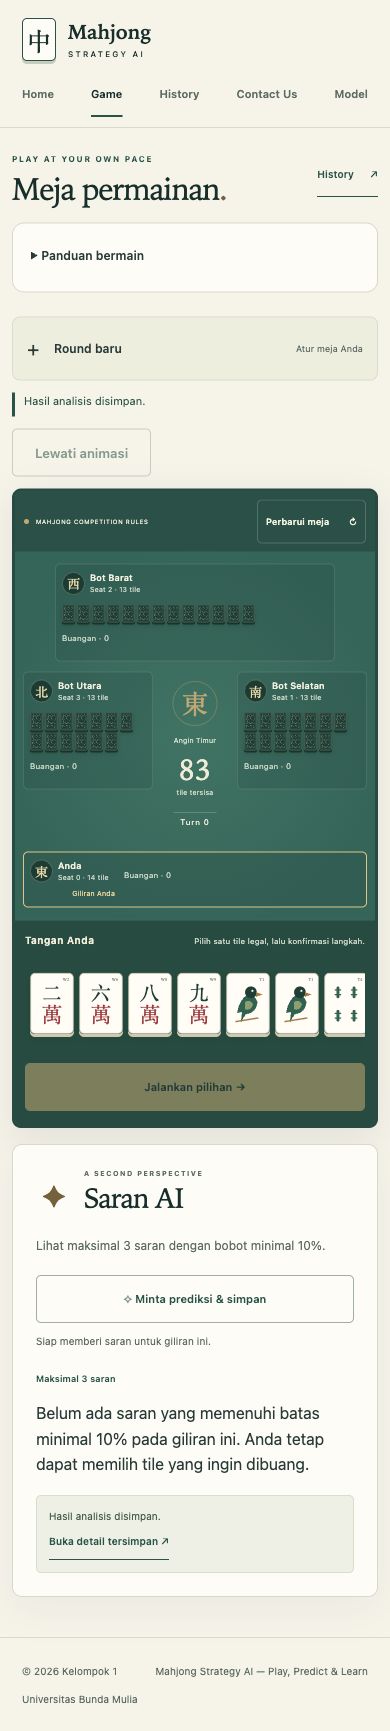 中 Mahjong
STRATEGY AI
Home Game History Contact Us Model
PLAY AT YOUR OWN PACE
Meja permainan.
History ↗
▶ Panduan bermain
+ Round baru Atur meja Anda
Hasil analisis disimpan.
Lewati animasi
MAHJONG COMPETITION RULES
Perbarui meja ↻
西 Bot Barat
Seat 2 · 13 tile
Buangan · 0
北 Bot Utara
Seat 3 · 13 tile
Buangan · 0
東
Angin Timur
83
tile tersisa
Turn 0
南 Bot Selatan
Seat 1 · 13 tile
Buangan · 0
東 Anda
Seat 0 · 14 tile
Buangan · 0
Giliran Anda
Tangan Anda Pilih satu tile legal, lalu konfirmasi langkah.
二萬 六萬 八萬 九萬
Jalankan pilihan →
A SECOND PERSPECTIVE
Saran AI
Lihat maksimal 3 saran dengan bobot minimal 10%.
✧ Minta prediksi & simpan
Siap memberi saran untuk giliran ini.
Maksimal 3 saran
Belum ada saran yang memenuhi batas
minimal 10% pada giliran ini. Anda tetap
dapat memilih tile yang ingin dibuang.
Hasil analisis disimpan.
Buka detail tersimpan ↗
© 2026 Kelompok 1 Mahjong Strategy AI — Play, Predict & Learn
Universitas Bunda Mulia